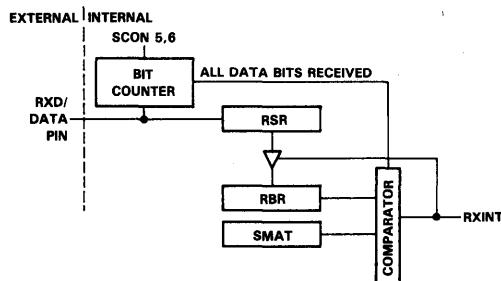 EXTERNAL INTERNAL
SCON 5,6
BIT
COUNTER
ALL DATA BITS RECEIVED
RXD/
DATA
PIN
RSR
RBR
SMAT
COMPARATOR
RXINT